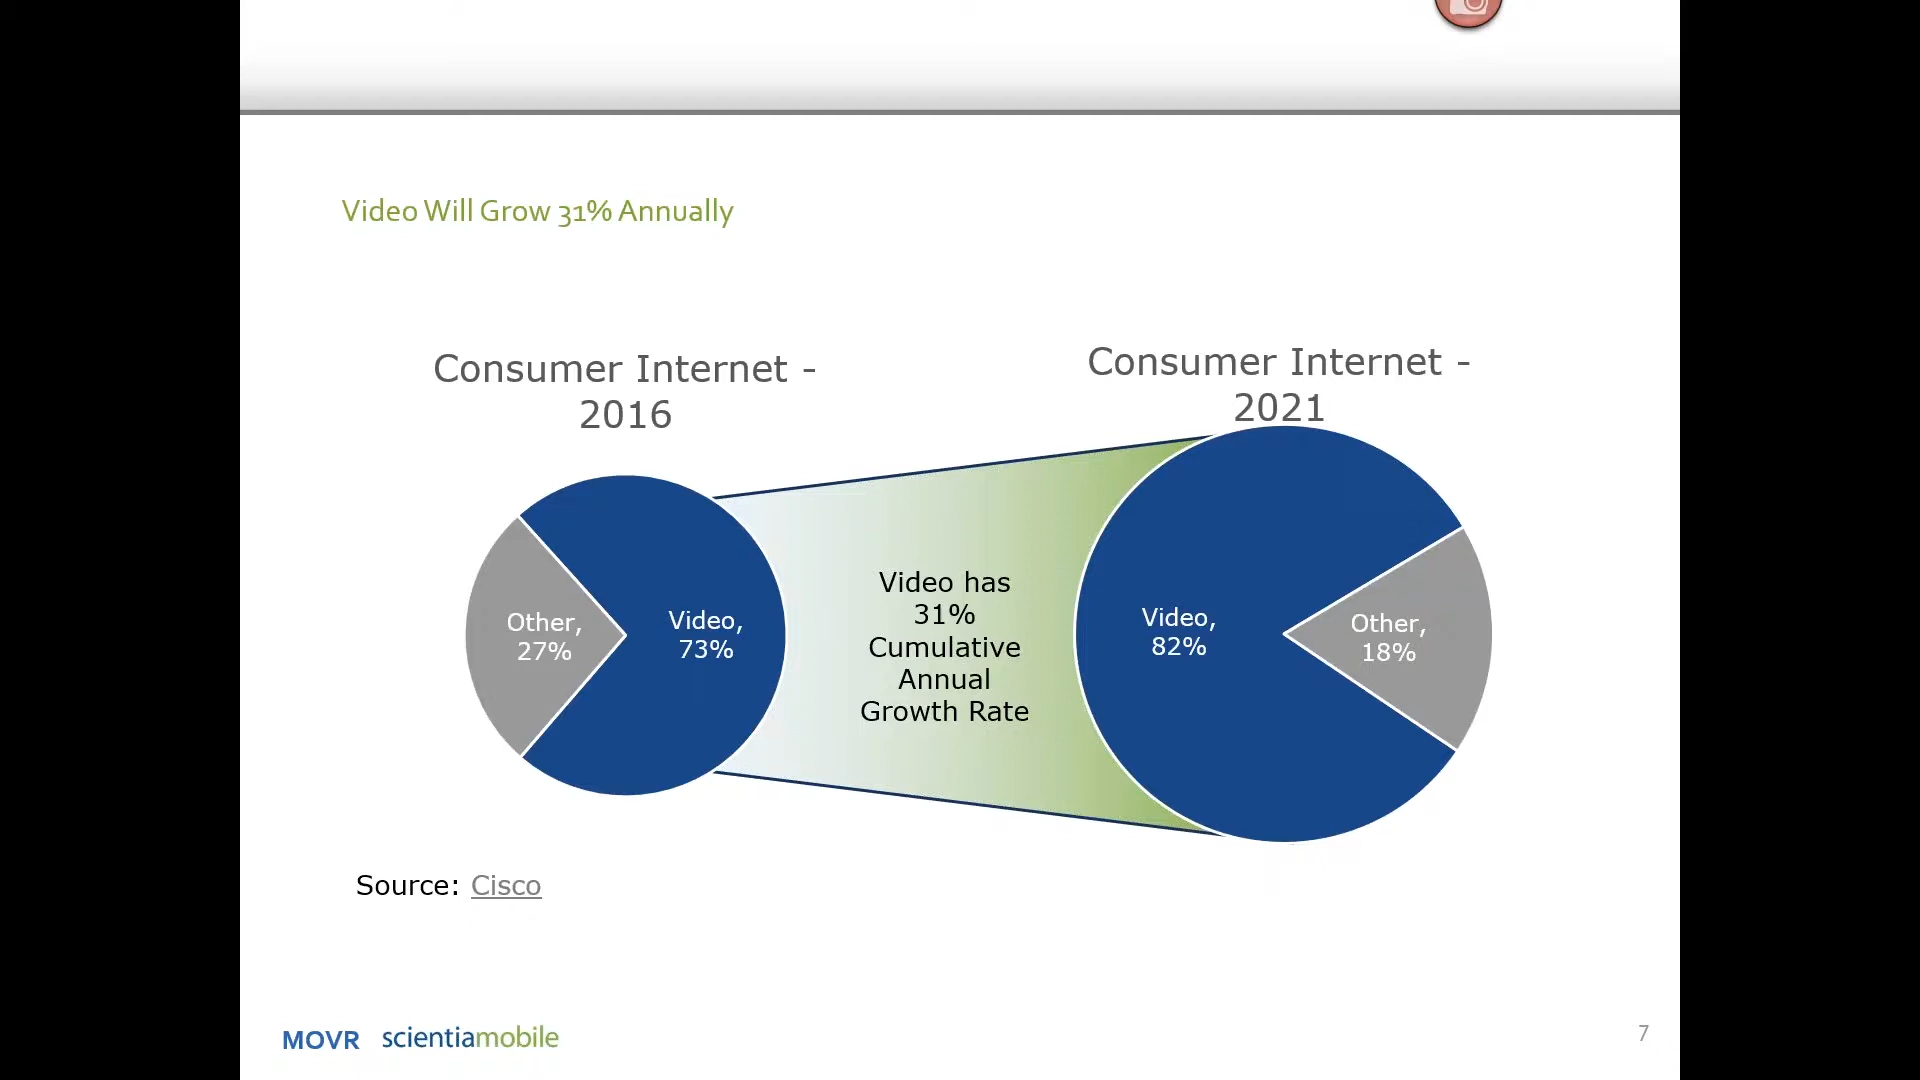 Video Will Grow 31% Annually
Consumer Internet -
2016
Consumer Internet -
2021
Other,
27%
Video,
73%
Video has
31%
Cumulative
Annual
Growth Rate
Video,
82%
Other,
18%
Source: Cisco
MOVR scientiamobile
7